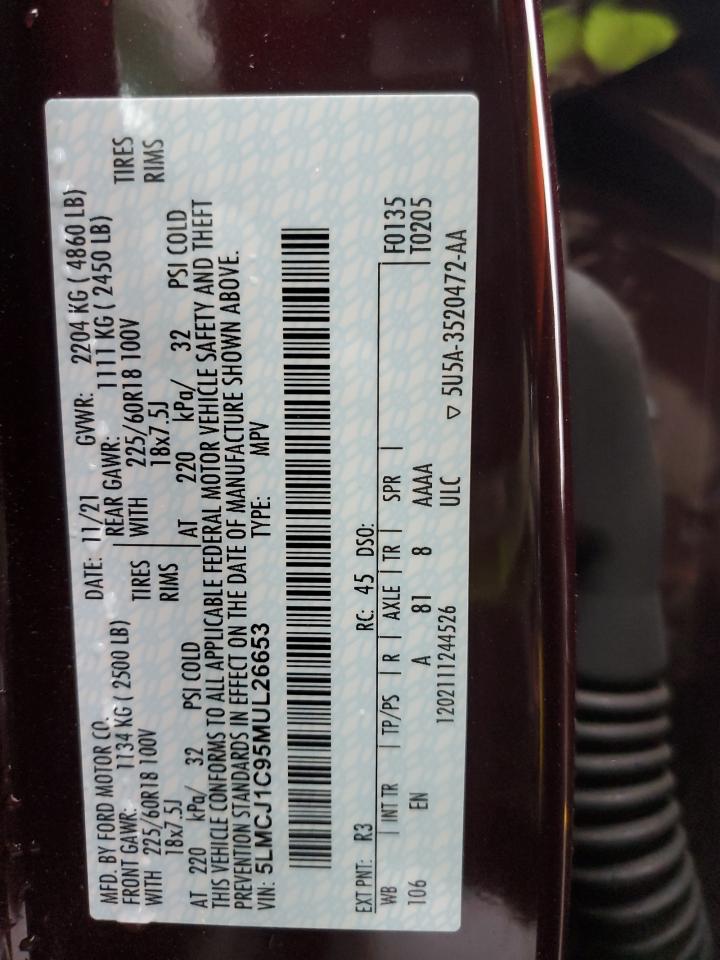 MFD. BY FORD MOTOR CO. DATE: 11/21 GVWR: 2204 KG ( 4860 LB)
FRONT GAWR: 1134 KG ( 2500 LB) REAR GAWR: 1111 KG ( 2450 LB)
WITH 225/60R18 100V TIRES WITH 225/60R18 100V TIRES
18x7.5J RIMS 18x7.5J RIMS
AT 220 kPa/ 32 PSI COLD AT 220 kPa/ 32 PSI COLD
THIS VEHICLE CONFORMS TO ALL APPLICABLE FEDERAL MOTOR VEHICLE SAFETY AND THEFT
PREVENTION STANDARDS IN EFFECT ON THE DATE OF MANUFACTURE SHOWN ABOVE.
VIN: 5LMCJ1C95MUL26653 TYPE: MPV
EXT PNT: R3 RC: 45 DSO: F0135
WB INT TR TP/PS R AXLE TR SPR T0205
106 EN A 81 8 AAAA
1202111244526 ULC ▽ 5U5A-3520472-AA